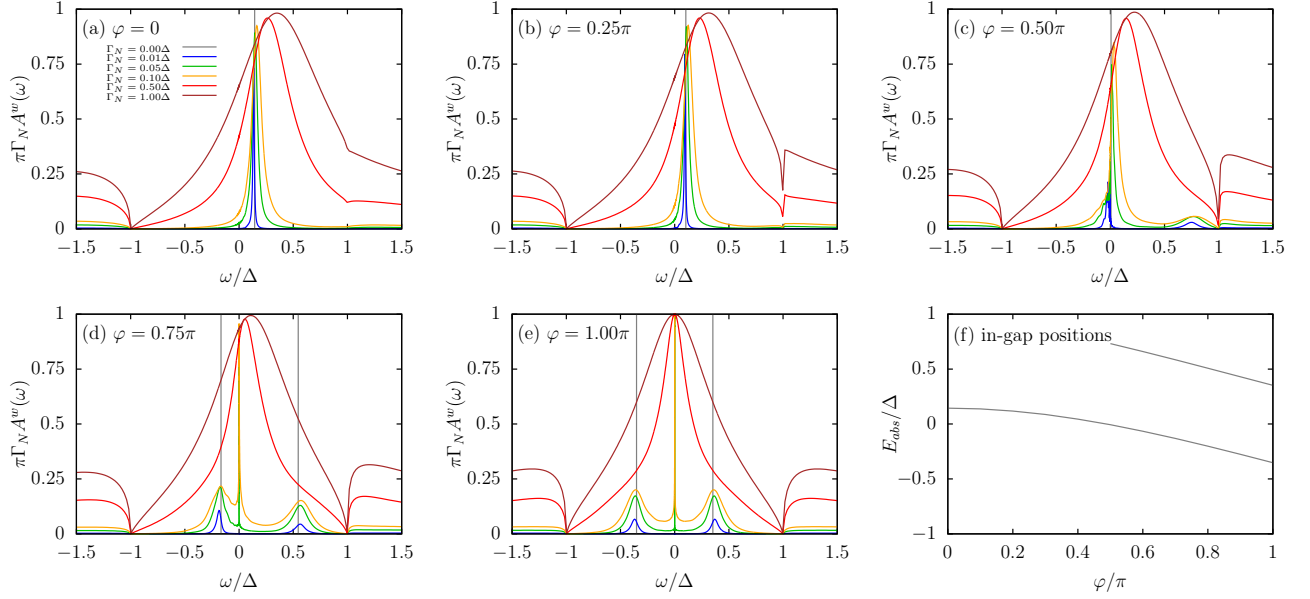 (a) φ = 0
Γ_N = 0.00Δ
Γ_N = 0.01Δ
Γ_N = 0.05Δ
Γ_N = 0.10Δ
Γ_N = 0.50Δ
Γ_N = 1.00Δ
πΓ_N A^w(ω)
1
0.75
0.5
0.25
0
−1.5 −1 −0.5 0 0.5 1 1.5
ω/Δ
(b) φ = 0.25π
πΓ_N A^w(ω)
1
0.75
0.5
0.25
0
−1.5 −1 −0.5 0 0.5 1 1.5
ω/Δ
(c) φ = 0.50π
πΓ_N A^w(ω)
1
0.75
0.5
0.25
0
−1.5 −1 −0.5 0 0.5 1 1.5
ω/Δ
(d) φ = 0.75π
πΓ_N A^w(ω)
1
0.75
0.5
0.25
0
−1.5 −1 −0.5 0 0.5 1 1.5
ω/Δ
(e) φ = 1.00π
πΓ_N A^w(ω)
1
0.75
0.5
0.25
0
−1.5 −1 −0.5 0 0.5 1 1.5
ω/Δ
(f) in-gap positions
E_abs/Δ
1
0.5
0
−0.5
−1
0 0.2 0.4 0.6 0.8 1
φ/π